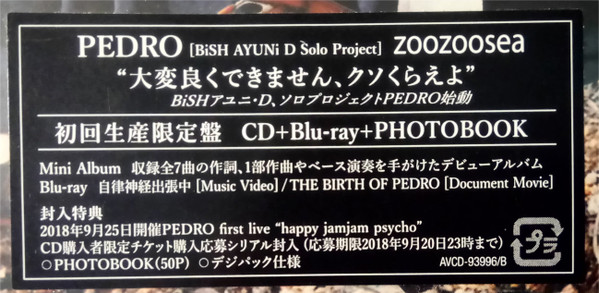 PEDRO [BiSH AYUNi D Solo Project] zoozoosea
“大変良くできません、クソくらえよ”
BiSHアユニ・D、ソロプロジェクトPEDRO始動
初回生産限定盤 CD+Blu-ray+PHOTOBOOK
Mini Album 収録全7曲の作詞、1部作曲やベース演奏を手がけたデビューアルバム
Blu-ray 自律神経出張中 [Music Video] / THE BIRTH OF PEDRO [Document Movie]
封入特典
2018年9月25日開催PEDRO first live “happy jamjam psycho”
CD購入者限定チケット購入応募シリアル封入（応募期限2018年9月20日23時まで）
○PHOTOBOOK(50P) ○デジパック仕様
プラ
AVCD-93996/B